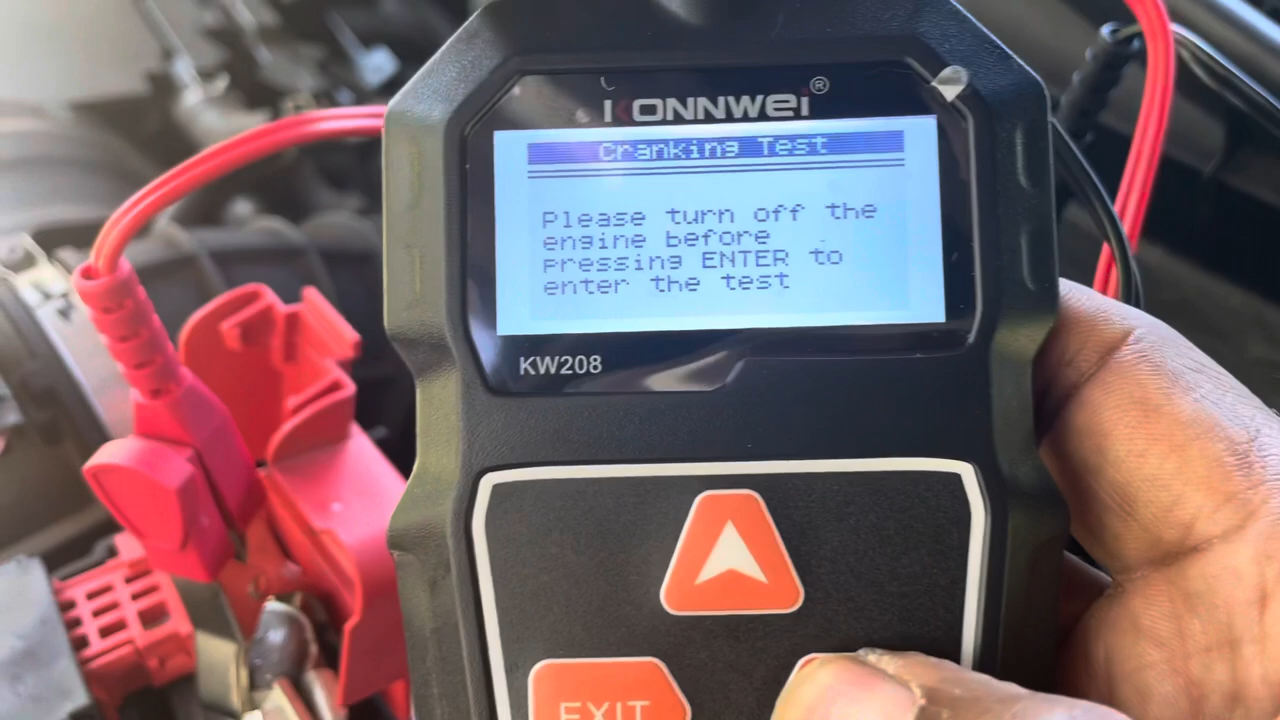 KONNWEI®
Cranking Test
Please turn off the
engine before
pressing ENTER to
enter the test
KW208
EXIT